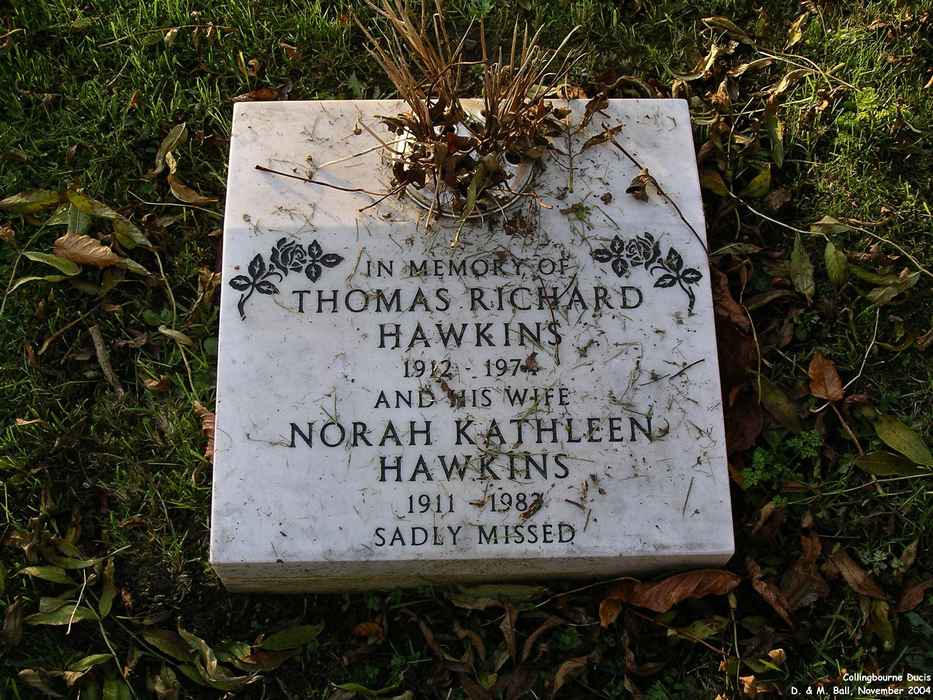 IN MEMORY OF
THOMAS RICHARD
HAWKINS
1912 - 1974
AND HIS WIFE
NORAH KATHLEEN
HAWKINS
1911 -
SADLY MISSED
Collingbourne Ducis
D. & M. Ball, November 2004